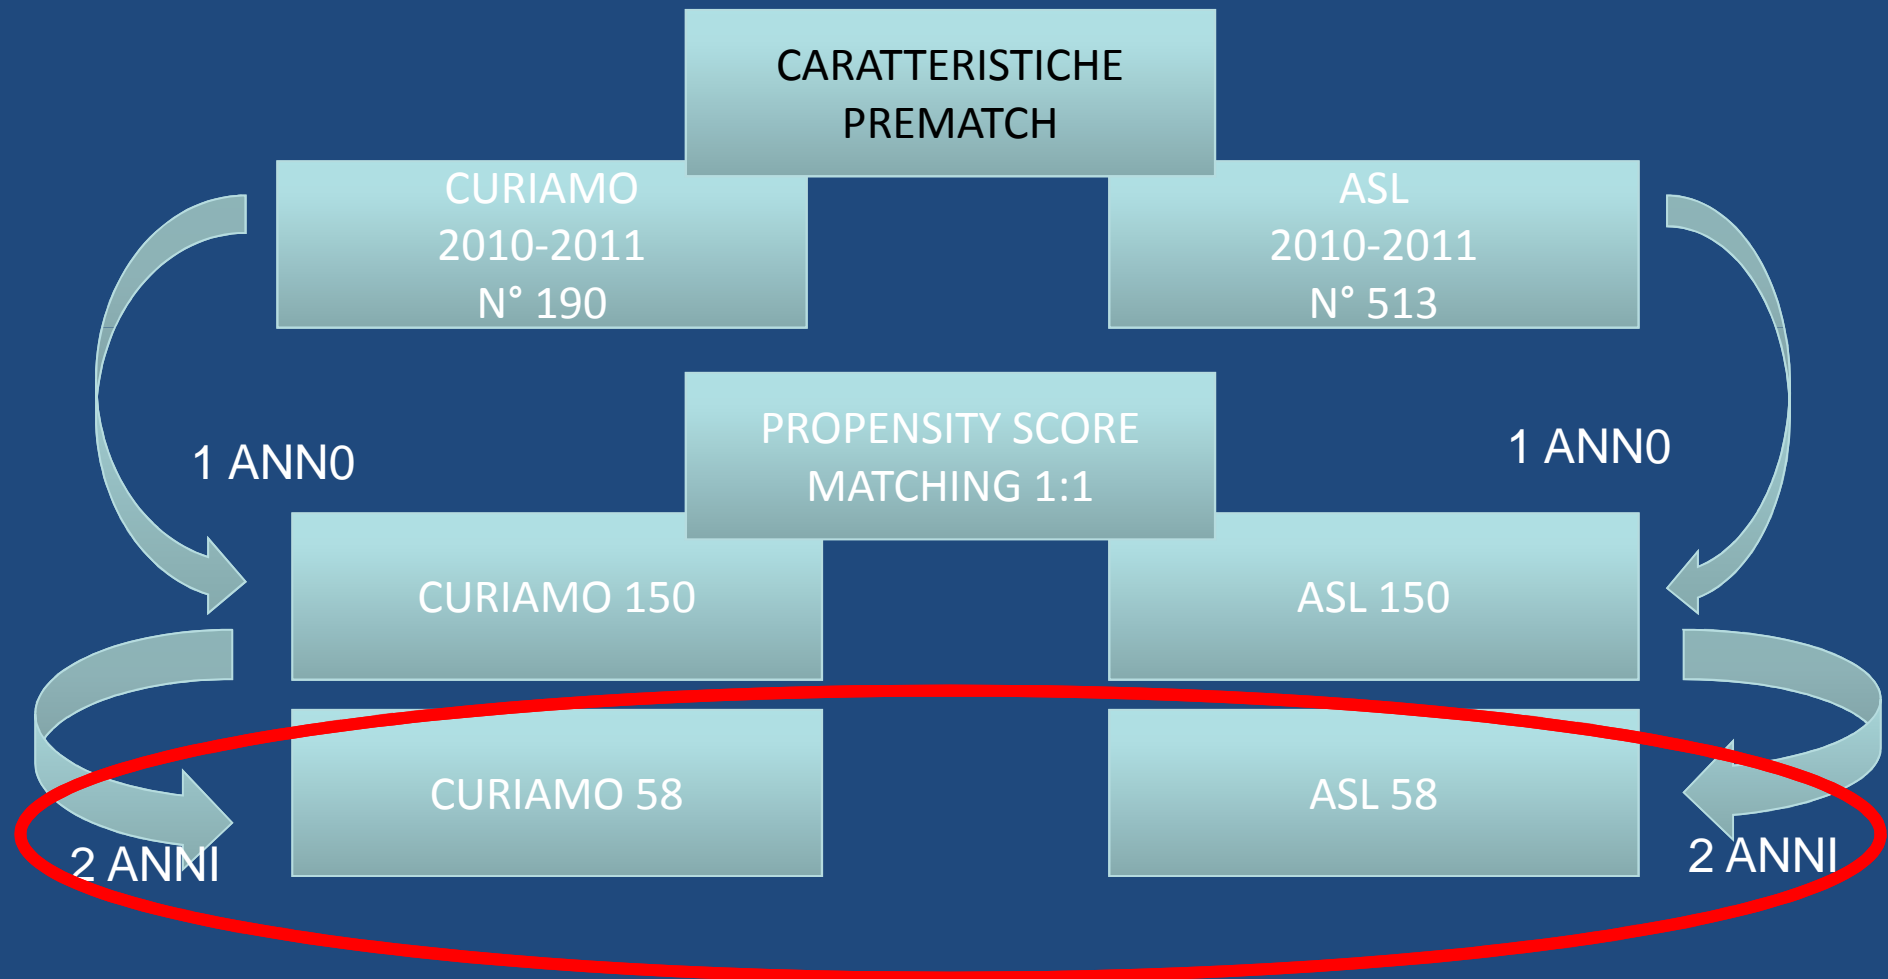 CARATTERISTICHE
PREMATCH
CURIAMO
2010-2011
N° 190
ASL
2010-2011
N° 513
1 ANN0
PROPENSITY SCORE
MATCHING 1:1
1 ANN0
CURIAMO 150
ASL 150
CURIAMO 58
ASL 58
2 ANNI
2 ANNI